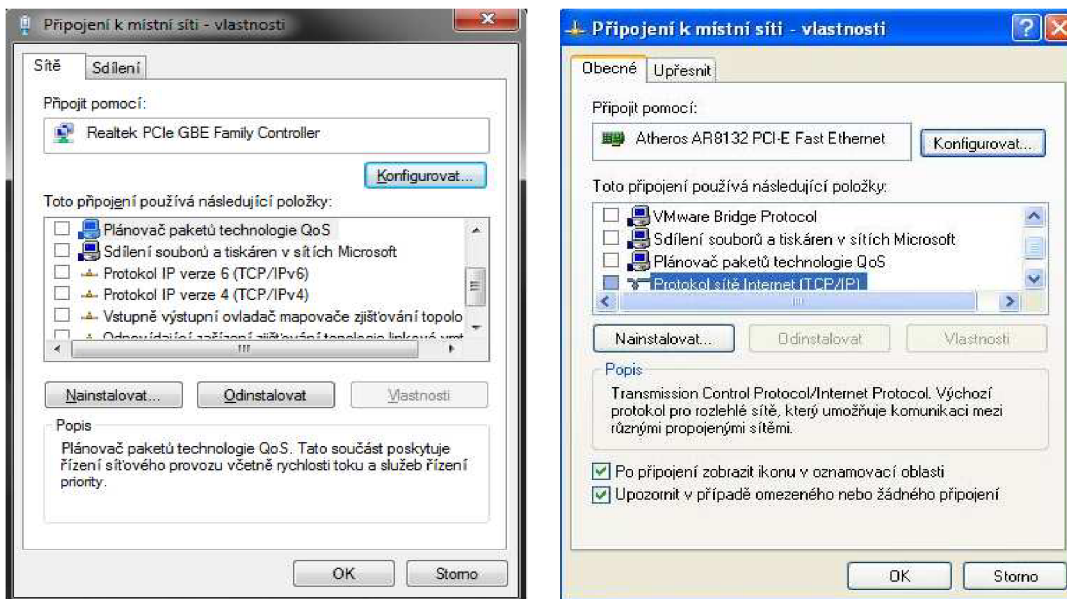 Připojení k místní síti - vlastnosti
Sítě
Sdílení
Připojit pomocí:
Realtek PCIe GBE Family Controller
Konfigurovat...
Toto připojení používá následující položky:
Plánovač paketů technologie QoS
Sdílení souborů a tiskáren v sítích Microsoft
Protokol IP verze 6 (TCP/IPv6)
Protokol IP verze 4 (TCP/IPv4)
Vstupně výstupní ovladač mapovače zjišťování topolo
Odpovídající zařízení zjišťování topologie linkové vrst
Nainstalovat...
Odinstalovat
Vlastnosti
Popis
Plánovač paketů technologie QoS. Tato součást poskytuje
řízení síťového provozu včetně rychlosti toku a služeb řízení
priority.
OK
Storno
Připojení k místní síti - vlastnosti
Obecné
Upřesnit
Připojit pomocí:
Atheros AR8132 PCI-E Fast Ethernet
Konfigurovat...
Toto připojení používá následující položky:
VMware Bridge Protocol
Sdílení souborů a tiskáren v sítích Microsoft
Plánovač paketů technologie QoS
Protokol sítě Internet (TCP/IP)
Nainstalovat...
Odinstalovat
Vlastnosti
Popis
Transmission Control Protocol/Internet Protocol. Výchozí
protokol pro rozlehlé sítě, který umožňuje komunikaci mezi
různými propojenými sítěmi.
Po připojení zobrazit ikonu v oznamovací oblasti
Upozornit v případě omezeného nebo žádného připojení
OK
Storno